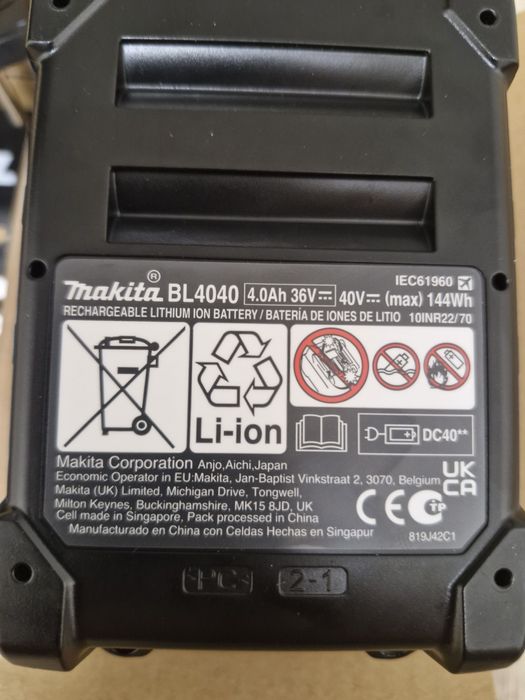 IEC61960
makita® BL4040 4.0Ah 36V⎓ 40V⎓ (max) 144Wh
RECHARGEABLE LITHIUM ION BATTERY / BATERÍA DE IONES DE LITIO 10INR22/70
Li-ion
DC40**
Makita Corporation Anjo,Aichi,Japan
Economic Operator in EU:Makita, Jan-Baptist Vinkstraat 2, 3070, Belgium
Makita (UK) Limited, Michigan Drive, Tongwell,
Milton Keynes, Buckinghamshire, MK15 8JD, UK
Cell made in Singapore. Pack processed in China
Manufacturado en China con Celdas Hechas en Singapur
UK
CA
CE
CTP
819J42C1
>PC<
2-1